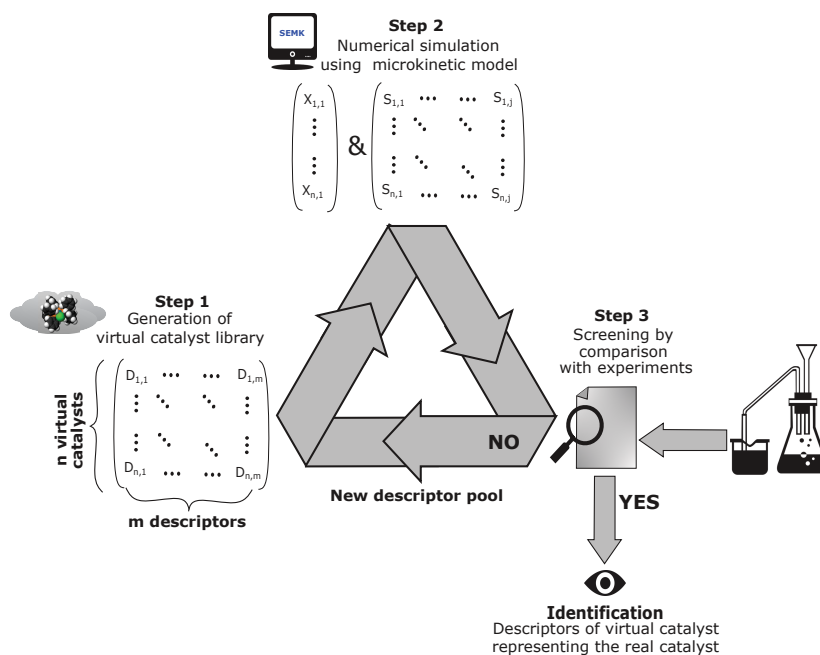 SEMK
Step 2
Numerical simulation
using microkinetic model
X1,1
Xn,1
&
S1,1 ... ... S1,j
Sn,1 ... ... Sn,j
Step 1
Generation of
virtual catalyst library
n virtual
catalysts
D1,1 ... ... D1,m
Dn,1 ... ... Dn,m
m descriptors
Step 3
Screening by
comparison
with experiments
NO
New descriptor pool
YES
Identification
Descriptors of virtual catalyst
representing the real catalyst